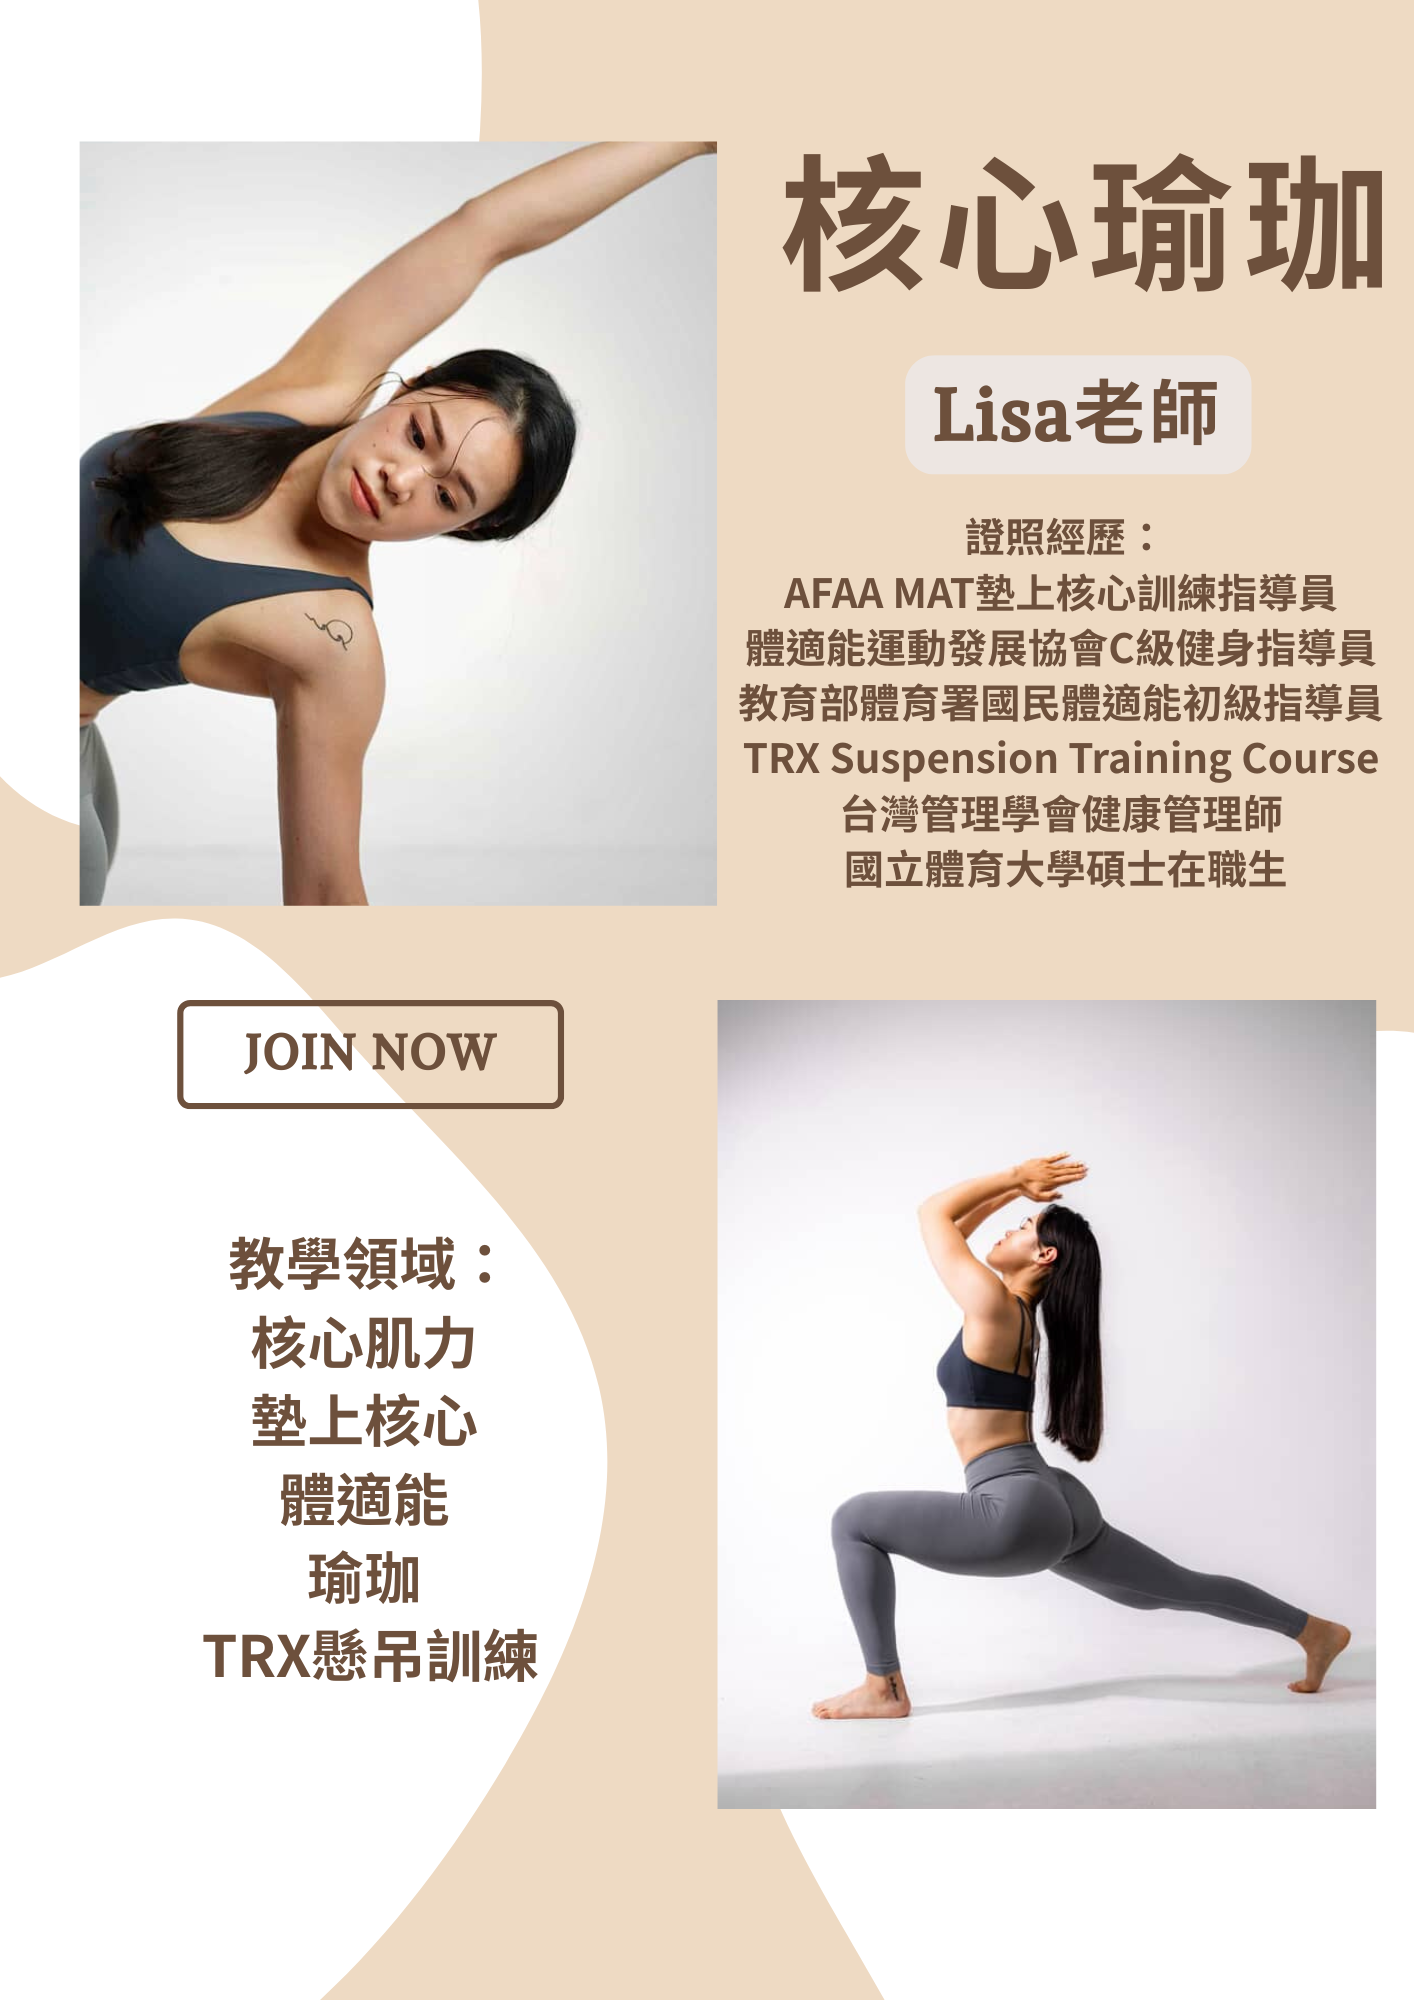 核心瑜珈
Lisa老師
證照經歷：
AFAA MAT墊上核心訓練指導員
體適能運動發展協會C級健身指導員
教育部體育署國民體適能初級指導員
TRX Suspension Training Course
台灣管理學會健康管理師
國立體育大學碩士在職生
JOIN NOW
教學領域：
核心肌力
墊上核心
體適能
瑜珈
TRX懸吊訓練